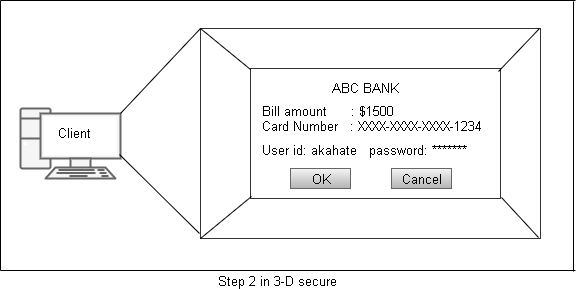 Client
ABC BANK
Bill amount : $1500
Card Number : XXXX-XXXX-XXXX-1234
User id: akahate password: *******
OK Cancel
Step 2 in 3-D secure